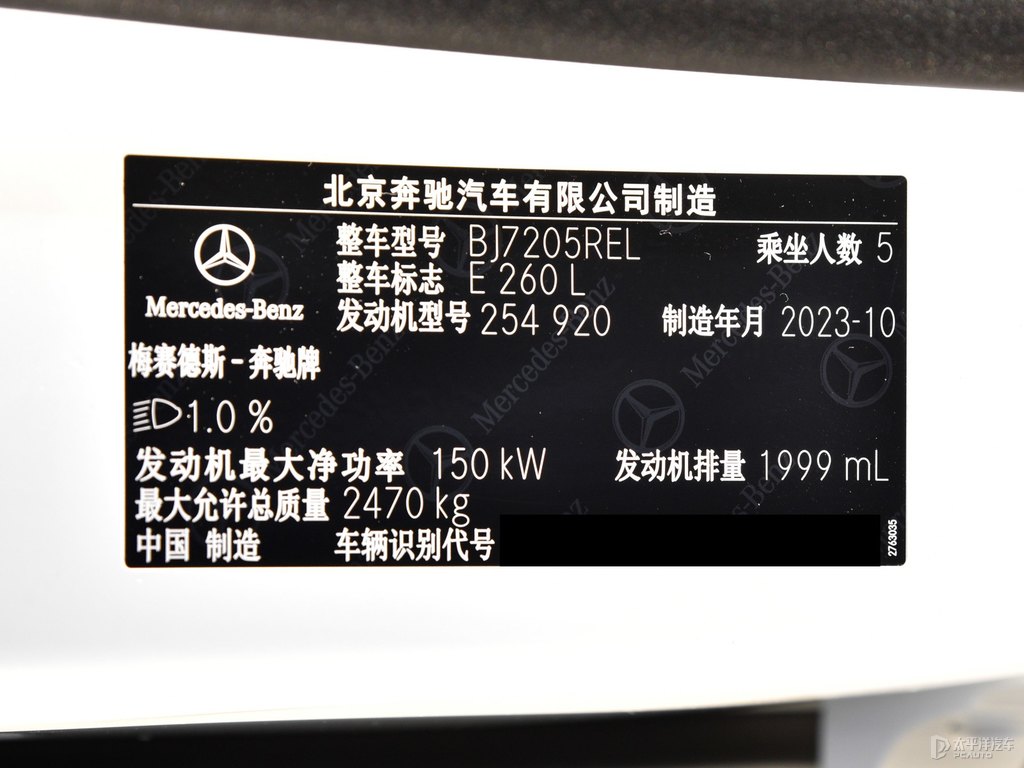 北京奔驰汽车有限公司制造
Mercedes-Benz
整车型号 BJ7205REL 乘坐人数 5
整车标志 E 260 L
发动机型号 254 920 制造年月 2023-10
梅赛德斯-奔驰牌
1.0 %
发动机最大净功率 150 kW 发动机排量 1999 mL
最大允许总质量 2470 kg
中国 制造 车辆识别代号
2763035
太平洋汽车
PCAUTO